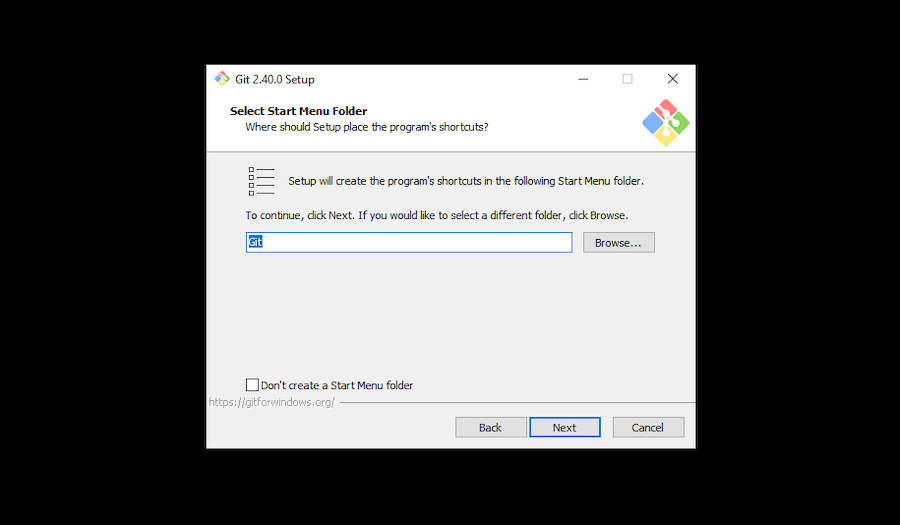 Git 2.40.0 Setup
Select Start Menu Folder
Where should Setup place the program's shortcuts?
Setup will create the program's shortcuts in the following Start Menu folder.
To continue, click Next. If you would like to select a different folder, click Browse.
Git
Browse...
Don't create a Start Menu folder
https://gitforwindows.org/
Back
Next
Cancel